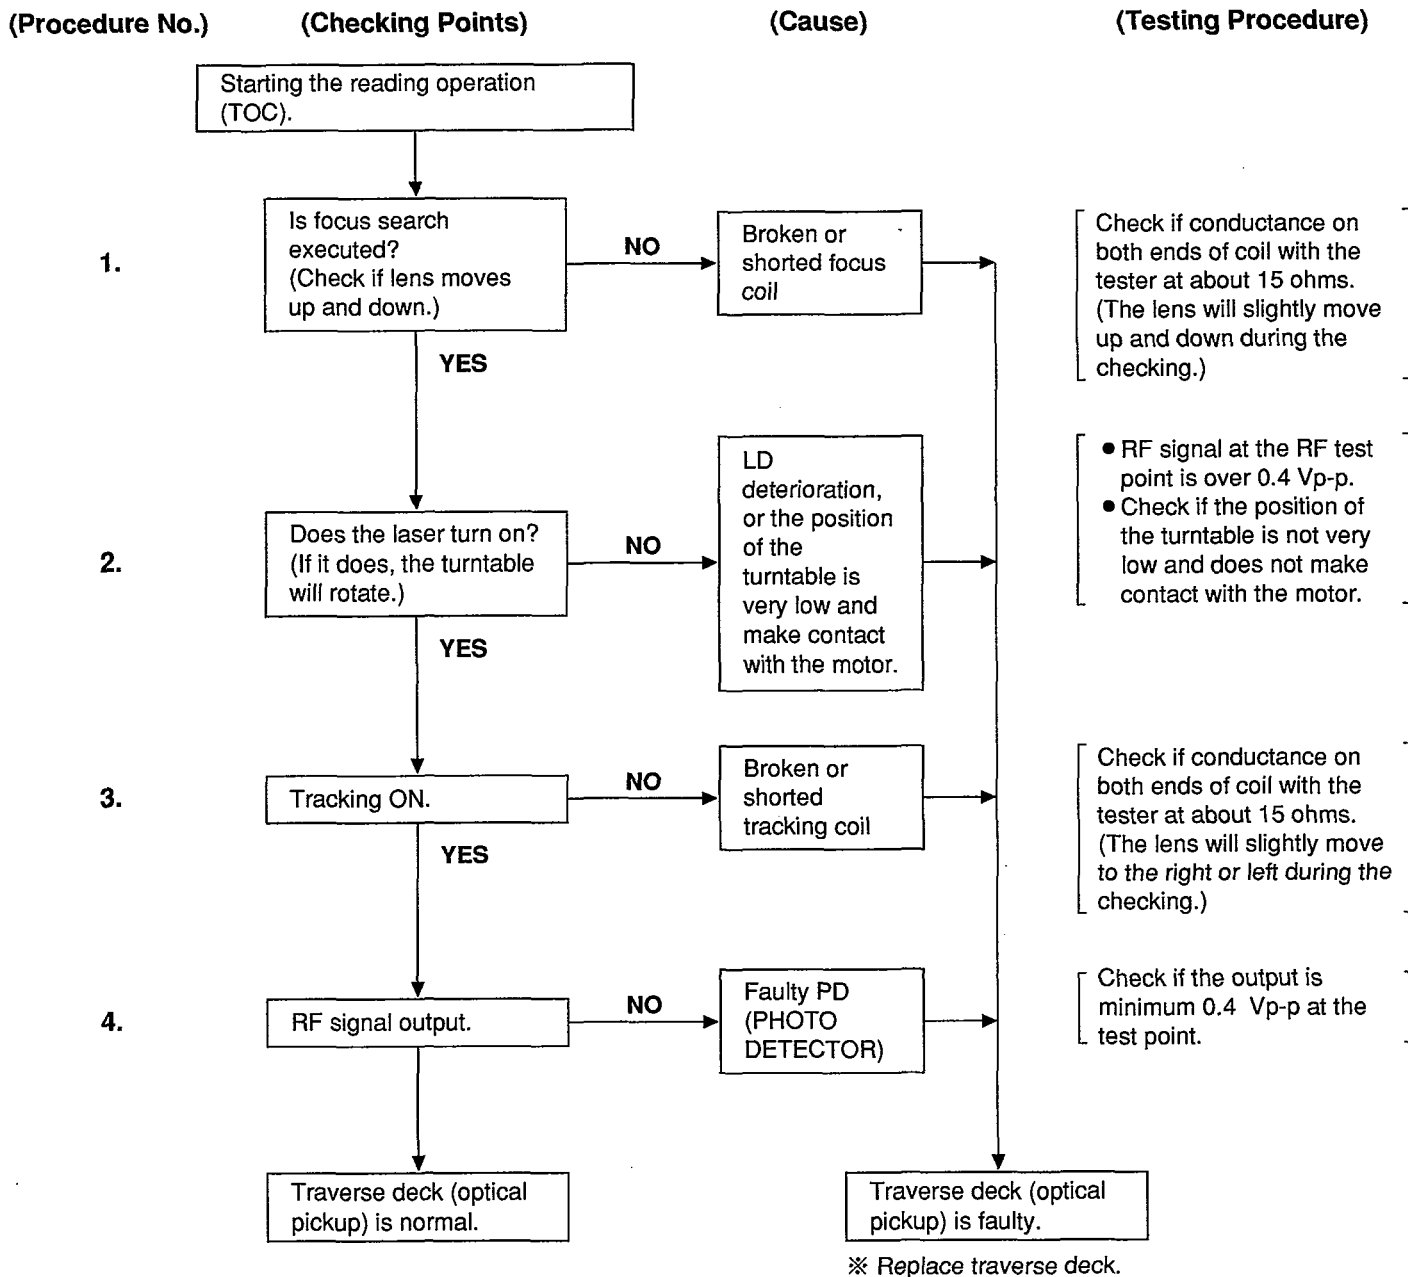 (Procedure No.)
(Checking Points)
(Cause)
(Testing Procedure)
Starting the reading operation
(TOC).
1.
Is focus search
executed?
(Check if lens moves
up and down.)
NO
Broken or
shorted focus
coil
Check if conductance on
both ends of coil with the
tester at about 15 ohms.
(The lens will slightly move
up and down during the
checking.)
YES
2.
Does the laser turn on?
(If it does, the turntable
will rotate.)
NO
LD
deterioration,
or the position
of the
turntable is
very low and
make contact
with the motor.
● RF signal at the RF test
point is over 0.4 Vp-p.
● Check if the position of
the turntable is not very
low and does not make
contact with the motor.
YES
3.
Tracking ON.
NO
Broken or
shorted
tracking coil
Check if conductance on
both ends of coil with the
tester at about 15 ohms.
(The lens will slightly move
to the right or left during the
checking.)
YES
4.
RF signal output.
NO
Faulty PD
(PHOTO
DETECTOR)
Check if the output is
minimum 0.4 Vp-p at the
test point.
Traverse deck (optical
pickup) is normal.
Traverse deck (optical
pickup) is faulty.
※ Replace traverse deck.